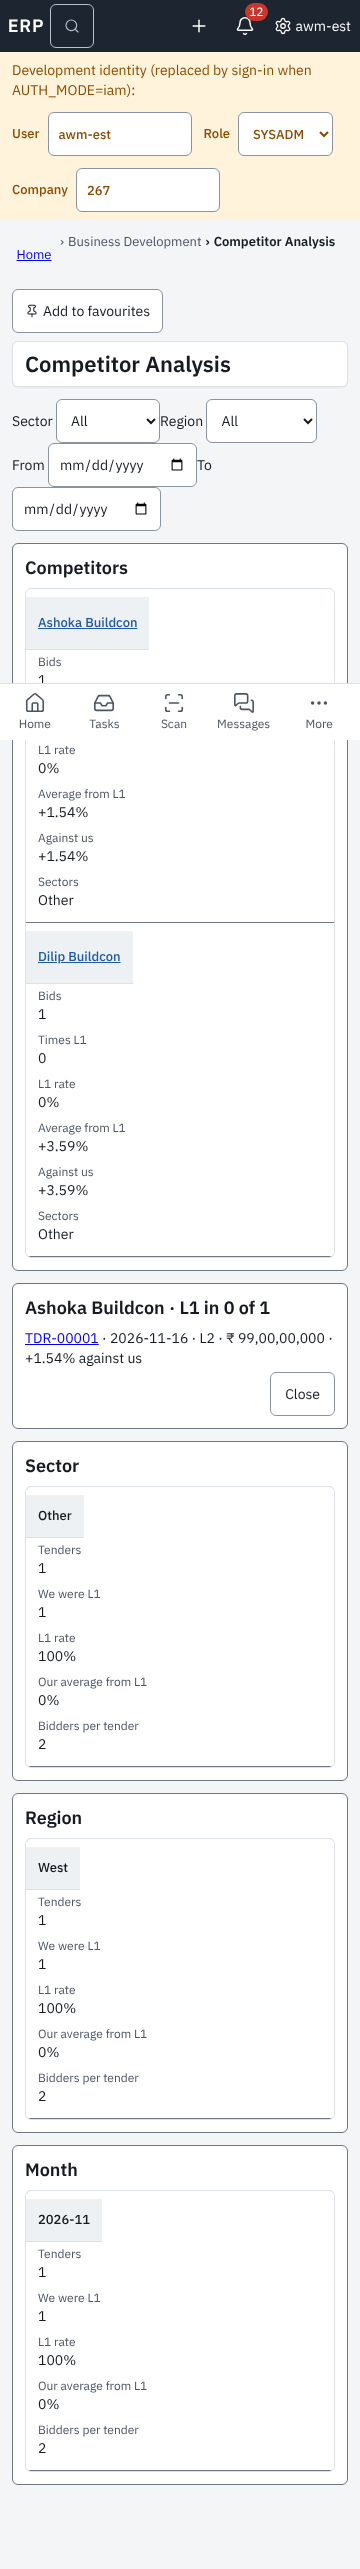 ERP
12
awm-est
Development identity (replaced by sign-in when
AUTH_MODE=iam):
User awm-est Role SYSADM
Company 267
Home › Business Development › Competitor Analysis
Add to favourites
Competitor Analysis
Sector All Region All
From mm/dd/yyyy To
mm/dd/yyyy
Competitors
Ashoka Buildcon
Bids
1
Home Tasks Scan Messages More
L1 rate
0%
Average from L1
+1.54%
Against us
+1.54%
Sectors
Other
Dilip Buildcon
Bids
1
Times L1
0
L1 rate
0%
Average from L1
+3.59%
Against us
+3.59%
Sectors
Other
Ashoka Buildcon · L1 in 0 of 1
TDR-00001 · 2026-11-16 · L2 · ₹ 99,00,00,000 ·
+1.54% against us
Close
Sector
Other
Tenders
1
We were L1
1
L1 rate
100%
Our average from L1
0%
Bidders per tender
2
Region
West
Tenders
1
We were L1
1
L1 rate
100%
Our average from L1
0%
Bidders per tender
2
Month
2026-11
Tenders
1
We were L1
1
L1 rate
100%
Our average from L1
0%
Bidders per tender
2